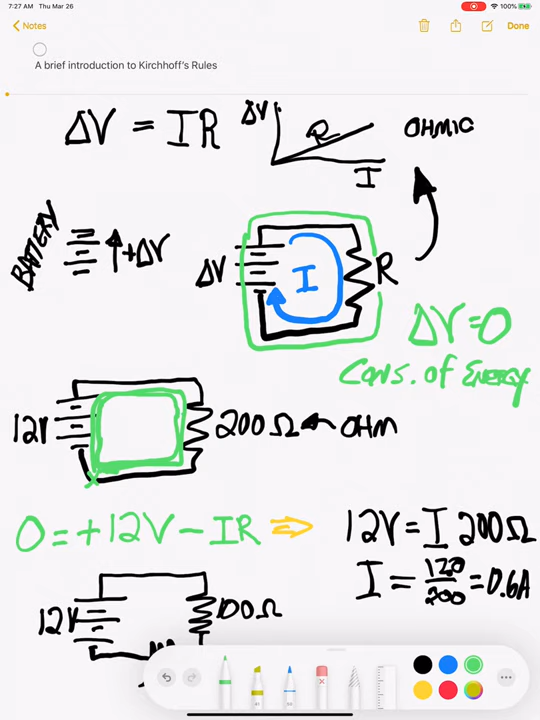 7:27 AM Thu Mar 26 100%
Notes Done
A brief introduction to Kirchhoff's Rules
ΔV = IR
ΔV R I OHMIC
BATTERY +ΔV
ΔV I R
ΔV=0
Cons. of Energy
12V 200Ω ← OHM
0=+12V-IR ⇒ 12V=I 200Ω
I = 120/200 = 0.6A
12V 100Ω